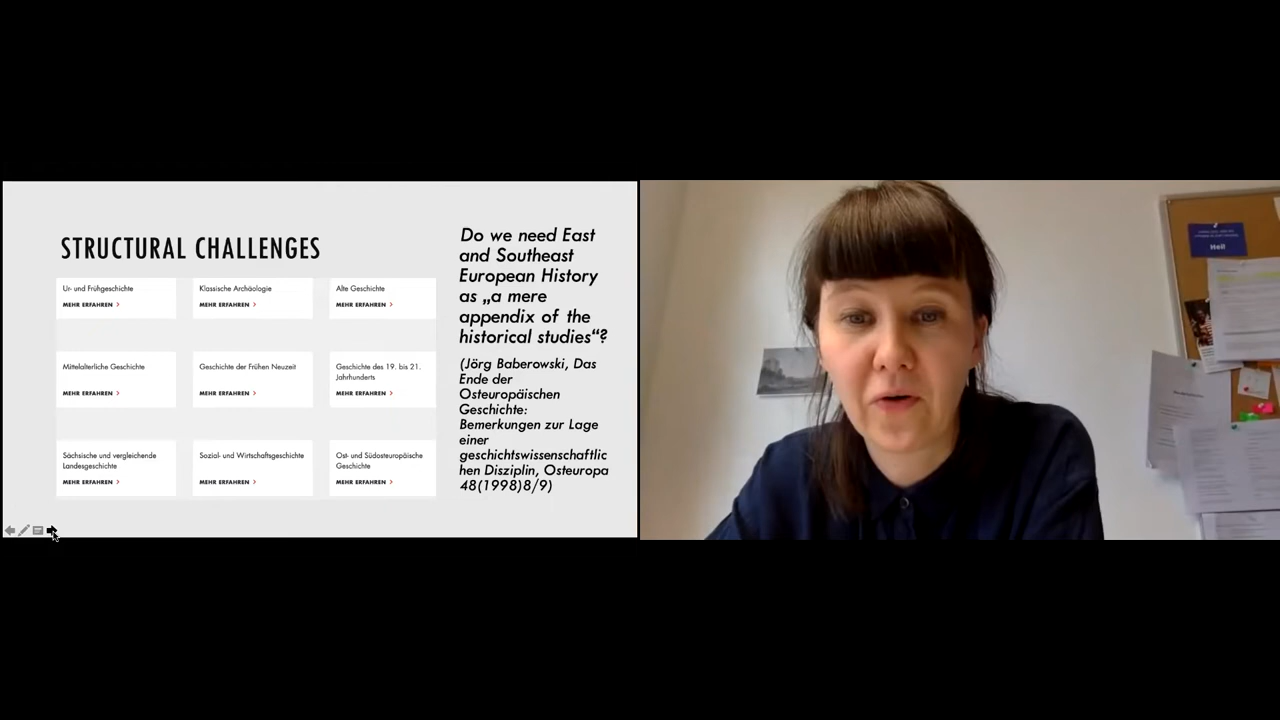 STRUCTURAL CHALLENGES
Ur- und Frühgeschichte
MEHR ERFAHREN >
Klassische Archäologie
MEHR ERFAHREN >
Alte Geschichte
MEHR ERFAHREN >
Mittelalterliche Geschichte
MEHR ERFAHREN >
Geschichte der Frühen Neuzeit
MEHR ERFAHREN >
Geschichte des 19. bis 21.
Jahrhunderts
MEHR ERFAHREN >
Sächsische und vergleichende
Landesgeschichte
MEHR ERFAHREN >
Sozial- und Wirtschaftsgeschichte
MEHR ERFAHREN >
Ost- und Südosteuropäische
Geschichte
MEHR ERFAHREN >
Do we need East
and Southeast
European History
as „a mere
appendix of the
historical studies“?
(Jörg Baberowski, Das
Ende der
Osteuropäischen
Geschichte:
Bemerkungen zur Lage
einer
geschichtswissenschaftlic
hen Disziplin, Osteuropa
48(1998)8/9)
Hei!